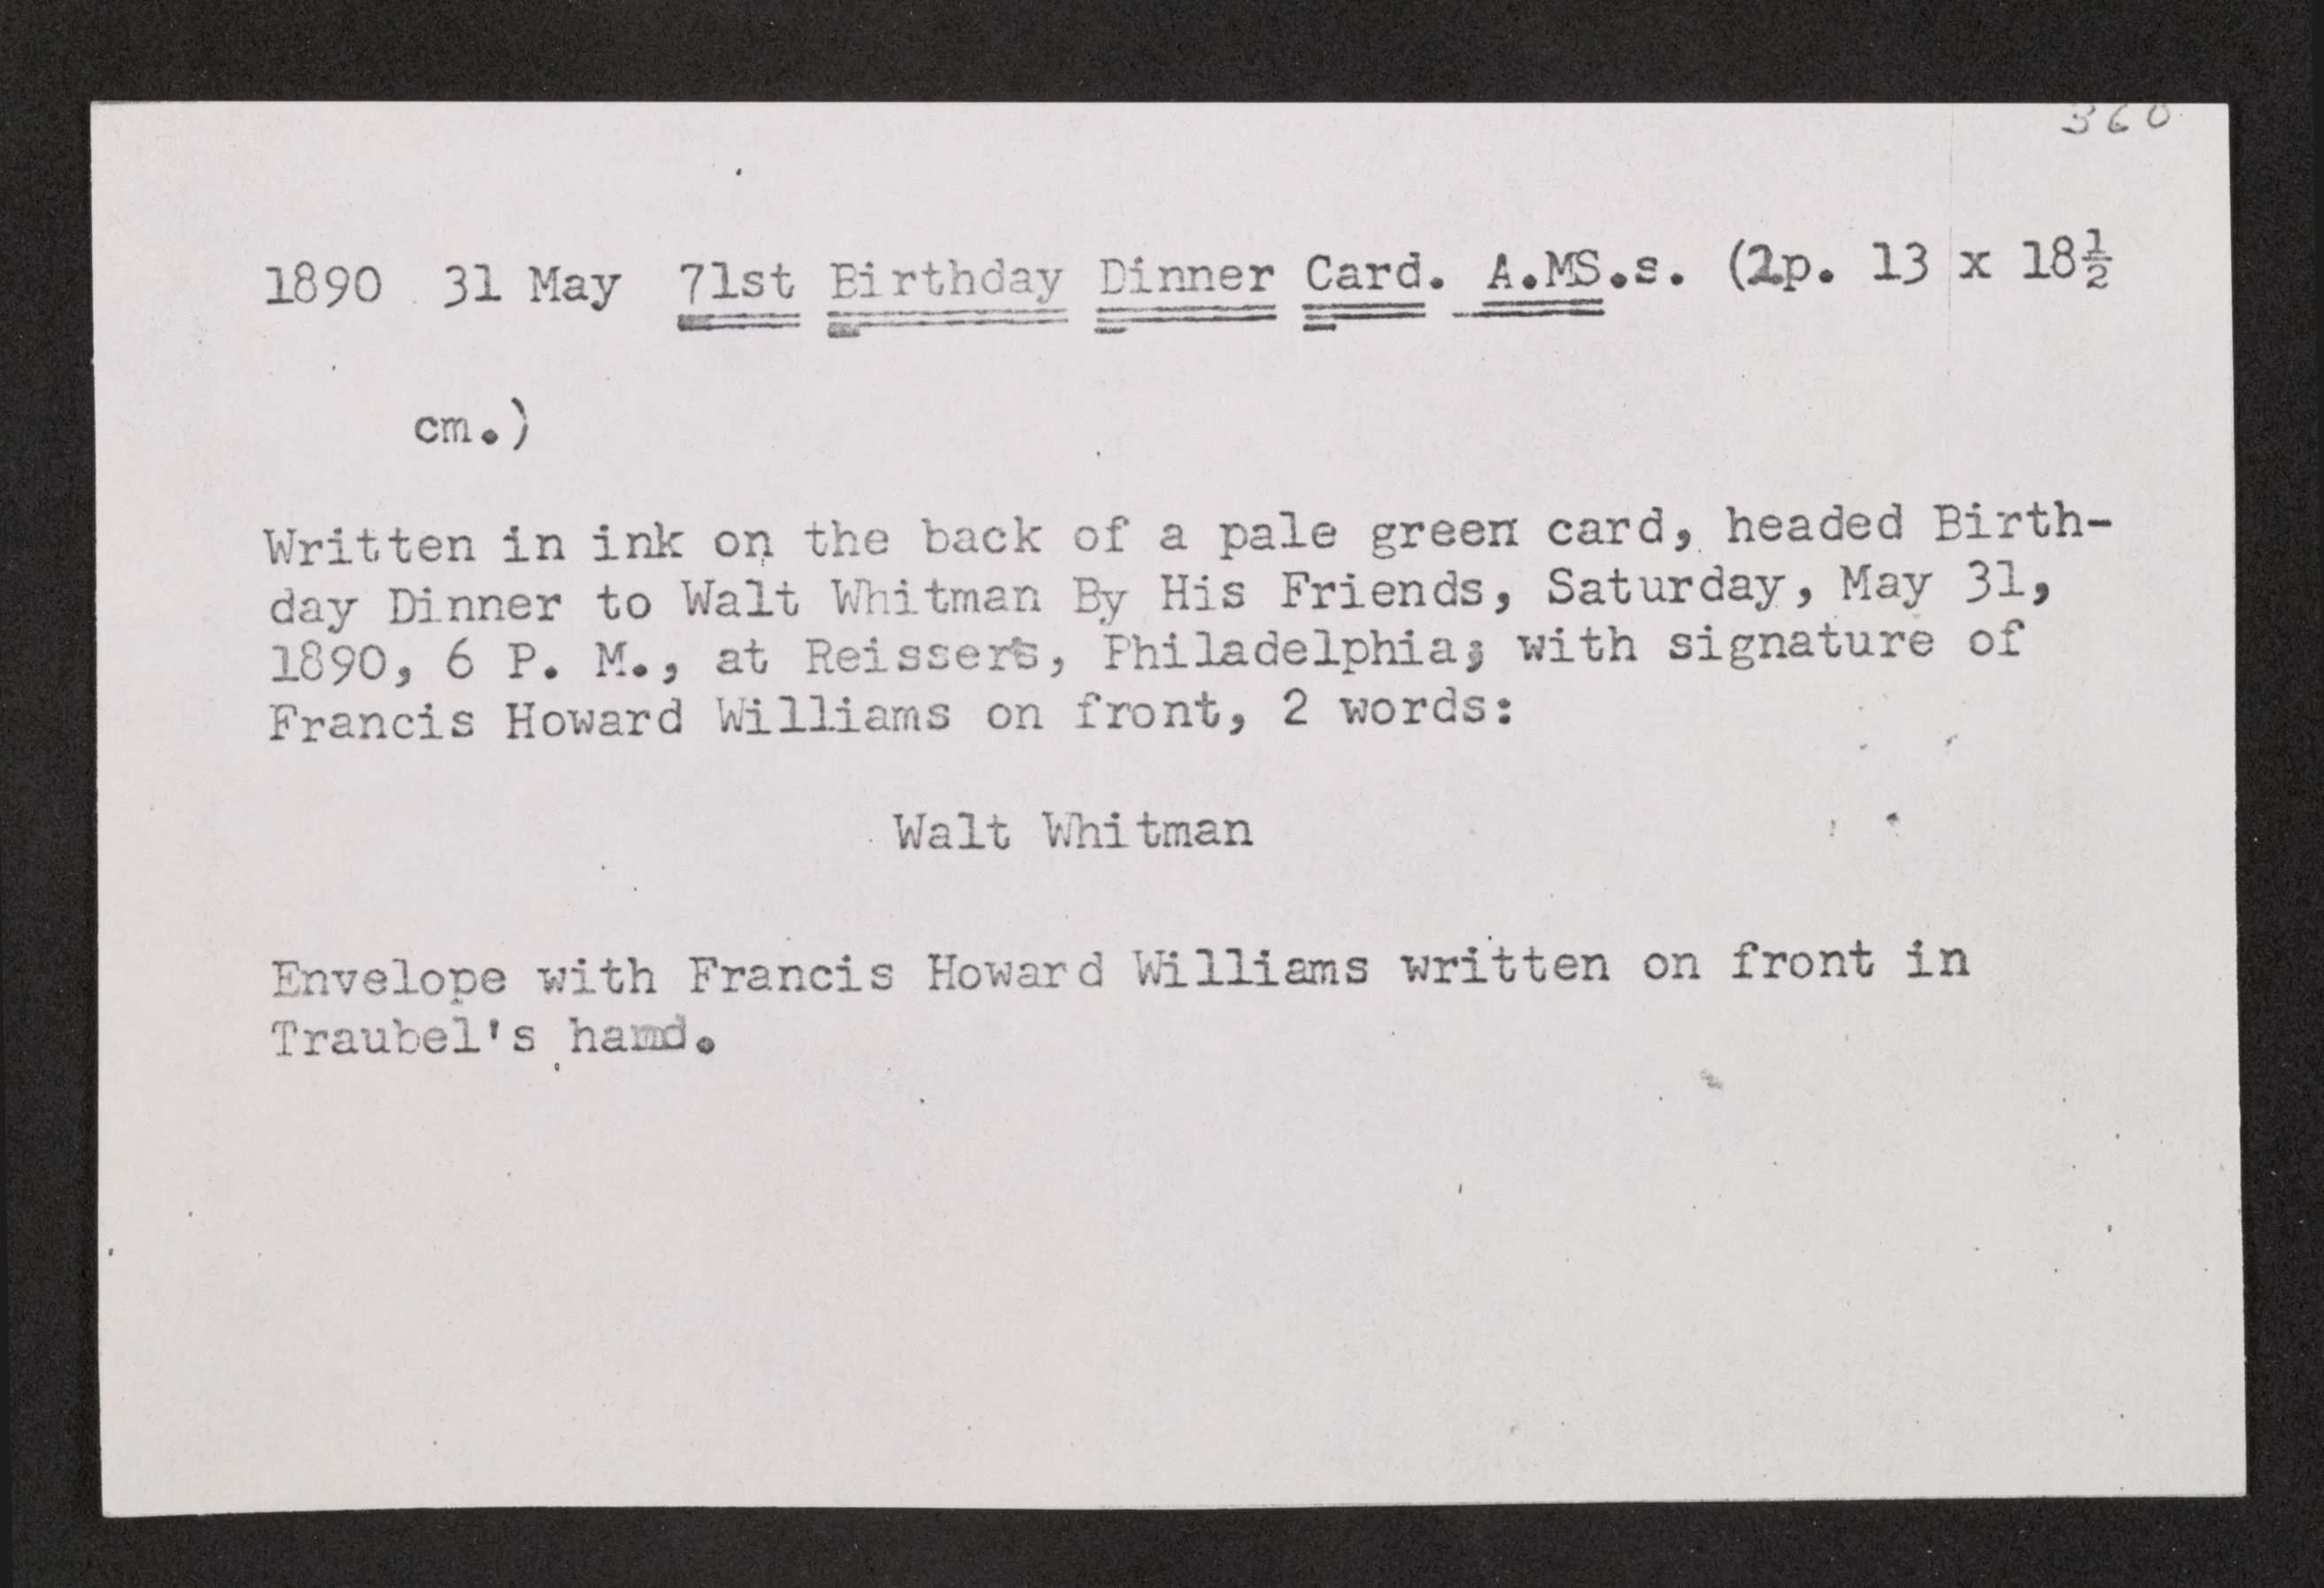 360
1890 31 May 71st Birthday Dinner Card. A.MS.s. (1p. 13 x 18½
cm.)
Written in ink on the back of a pale green card, headed Birth-
day Dinner to Walt Whitman By His Friends, Saturday, May 31,
1890, 6 P. M., at Reissers, Philadelphia; with signature of
Francis Howard Williams on front, 2 words:
Walt Whitman
Envelope with Francis Howard Williams written on front in
Traubel's hand.